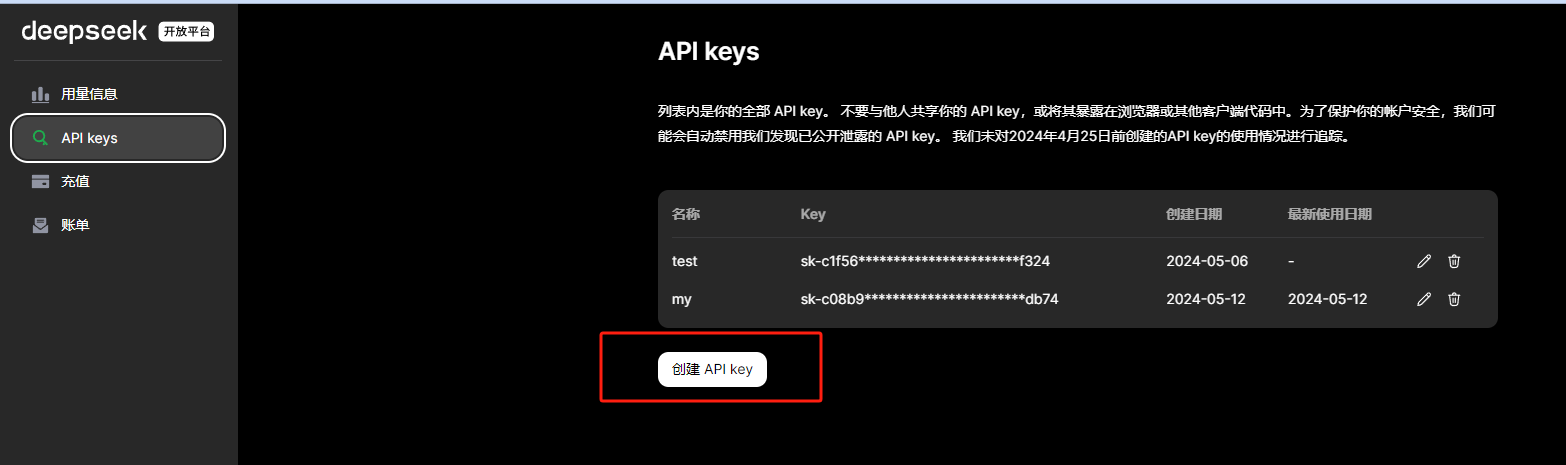 deepseek 开放平台
用量信息
API keys
充值
账单
API keys
列表内是你的全部 API key。 不要与他人共享你的 API key，或将其暴露在浏览器或其他客户端代码中。为了保护你的帐户安全，我们可
能会自动禁用我们发现已公开泄露的 API key。 我们未对2024年4月25日前创建的API key的使用情况进行追踪。
名称 Key 创建日期 最新使用日期
test sk-c1f56***********************f324 2024-05-06 -
my sk-c08b9***********************db74 2024-05-12 2024-05-12
创建 API key